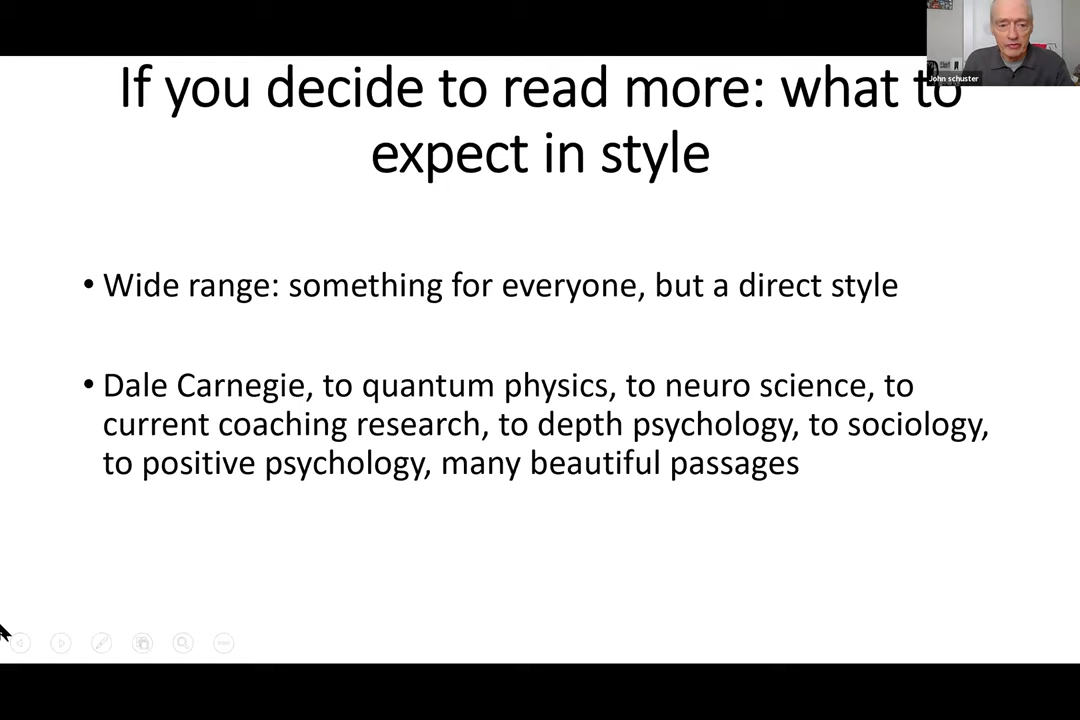 If you decide to read more: what to
expect in style
John schuster
• Wide range: something for everyone, but a direct style
• Dale Carnegie, to quantum physics, to neuro science, to
current coaching research, to depth psychology, to sociology,
to positive psychology, many beautiful passages